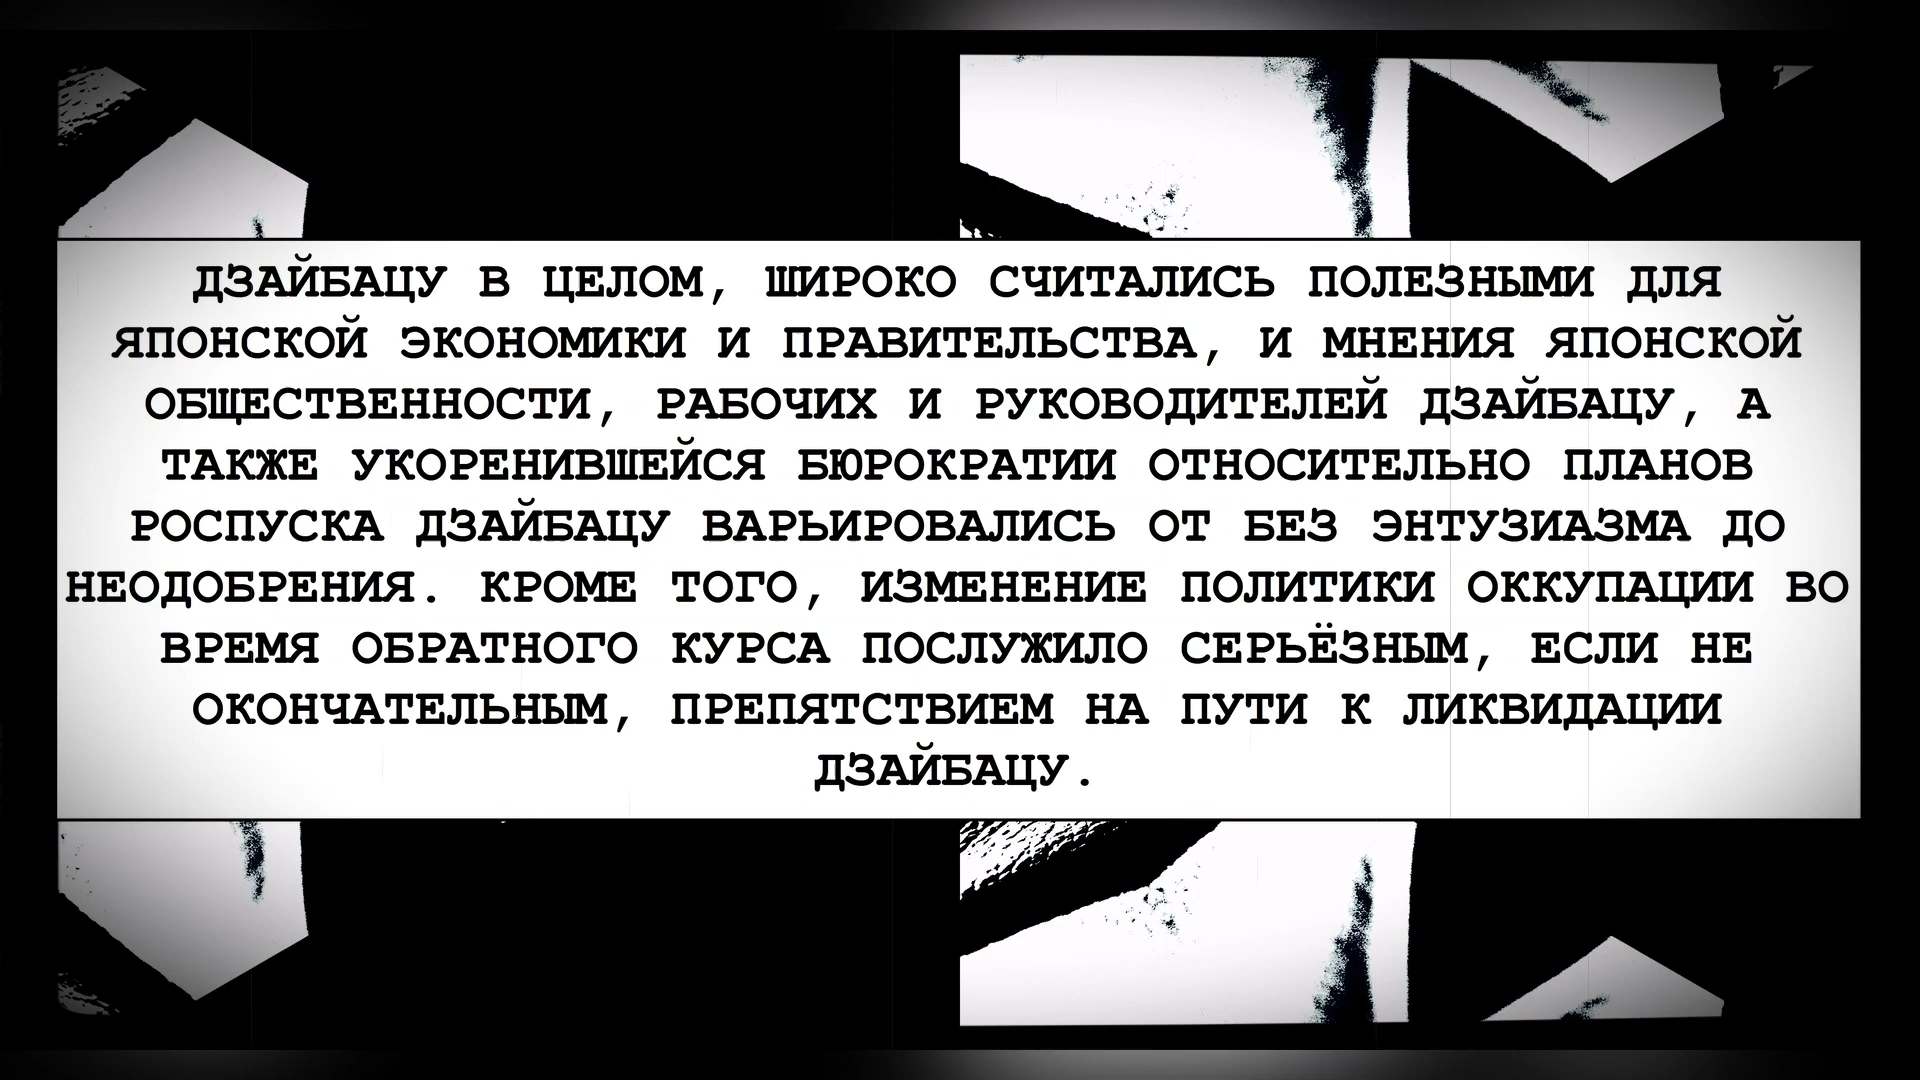 ДЗАЙБАЦУ В ЦЕЛОМ, ШИРОКО СЧИТАЛИСЬ ПОЛЕЗНЫМИ ДЛЯ
ЯПОНСКОЙ ЭКОНОМИКИ И ПРАВИТЕЛЬСТВА, И МНЕНИЯ ЯПОНСКОЙ
ОБЩЕСТВЕННОСТИ, РАБОЧИХ И РУКОВОДИТЕЛЕЙ ДЗАЙБАЦУ, А
ТАКЖЕ УКОРЕНИВШЕЙСЯ БЮРОКРАТИИ ОТНОСИТЕЛЬНО ПЛАНОВ
РОСПУСКА ДЗАЙБАЦУ ВАРЬИРОВАЛИСЬ ОТ БЕЗ ЭНТУЗИАЗМА ДО
НЕОДОБРЕНИЯ. КРОМЕ ТОГО, ИЗМЕНЕНИЕ ПОЛИТИКИ ОККУПАЦИИ ВО
ВРЕМЯ ОБРАТНОГО КУРСА ПОСЛУЖИЛО СЕРЬЁЗНЫМ, ЕСЛИ НЕ
ОКОНЧАТЕЛЬНЫМ, ПРЕПЯТСТВИЕМ НА ПУТИ К ЛИКВИДАЦИИ
ДЗАЙБАЦУ.